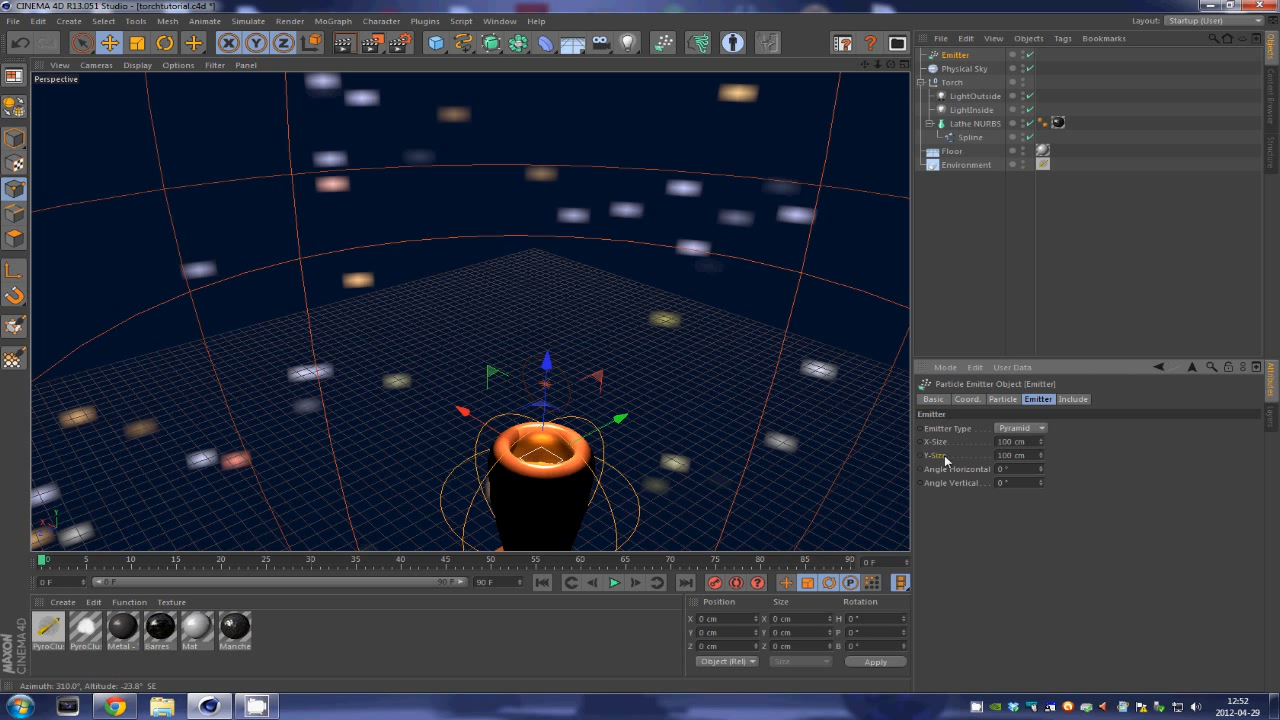 CINEMA 4D R13.051 Studio - [torchtutorial.c4d *]
File Edit Create Select Tools Mesh Animate Simulate Render MoGraph Character Plugins Script Window Help
Layout: Startup (User)
X Y Z
File Edit View Objects Tags Bookmarks
View Cameras Display Options Filter Panel
Perspective
Emitter
Physical Sky
Torch
LightOutside
LightInside
Lathe NURBS
Spline
Floor
Environment
Objects
Content Browser
Structure
Mode Edit User Data
Particle Emitter Object [Emitter]
Basic Coord. Particle Emitter Include
Emitter
Emitter Type Pyramid
X-Size 100 cm
Y-Size 100 cm
Angle Horizontal 0 °
Angle Vertical 0 °
Attributes
Layers
0 5 10 15 20 25 30 35 40 45 50 55 60 65 70 75 80 85 90 0 F
0 F 0 F 90 F 90 F
Create Edit Function Texture
PyroClu PyroClu Metal - Barres Mat Manche
Position Size Rotation
X 0 cm X 0 cm H 0 °
Y 0 cm Y 0 cm P 0 °
Z 0 cm Z 0 cm B 0 °
Object (Rel) Size Apply
MAXON CINEMA 4D
Azimuth: 310.0°, Altitude: -23.8° SE
12:52
2012-04-29